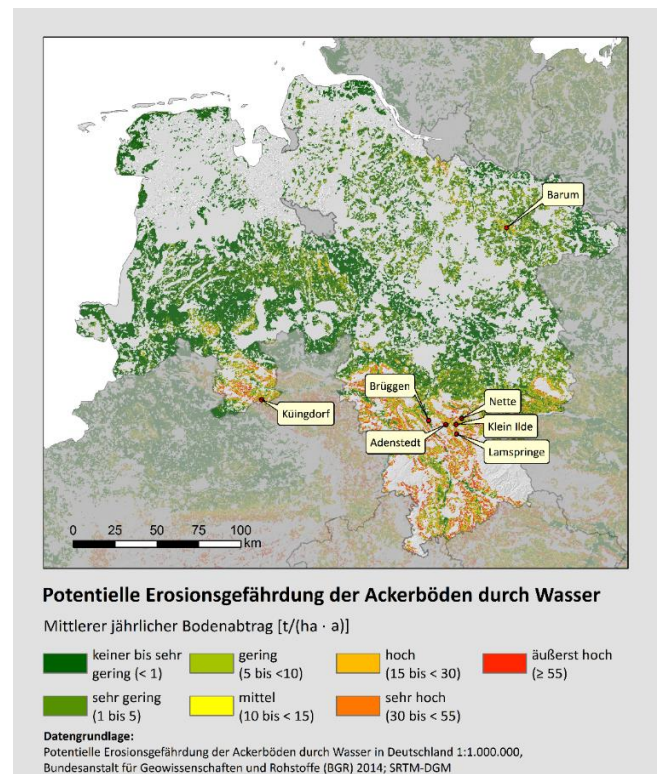 Barum
Brüggen
Nette
Küingdorf
Klein Ilde
Adenstedt
Lamspringe
0 25 50 75 100
km
Potentielle Erosionsgefährdung der Ackerböden durch Wasser
Mittlerer jährlicher Bodenabtrag [t/(ha · a)]
keiner bis sehr
gering (< 1)
gering
(5 bis <10)
hoch
(15 bis < 30)
äußerst hoch
(≥ 55)
sehr gering
(1 bis 5)
mittel
(10 bis < 15)
sehr hoch
(30 bis < 55)
Datengrundlage:
Potentielle Erosionsgefährdung der Ackerböden durch Wasser in Deutschland 1:1.000.000,
Bundesanstalt für Geowissenschaften und Rohstoffe (BGR) 2014; SRTM-DGM